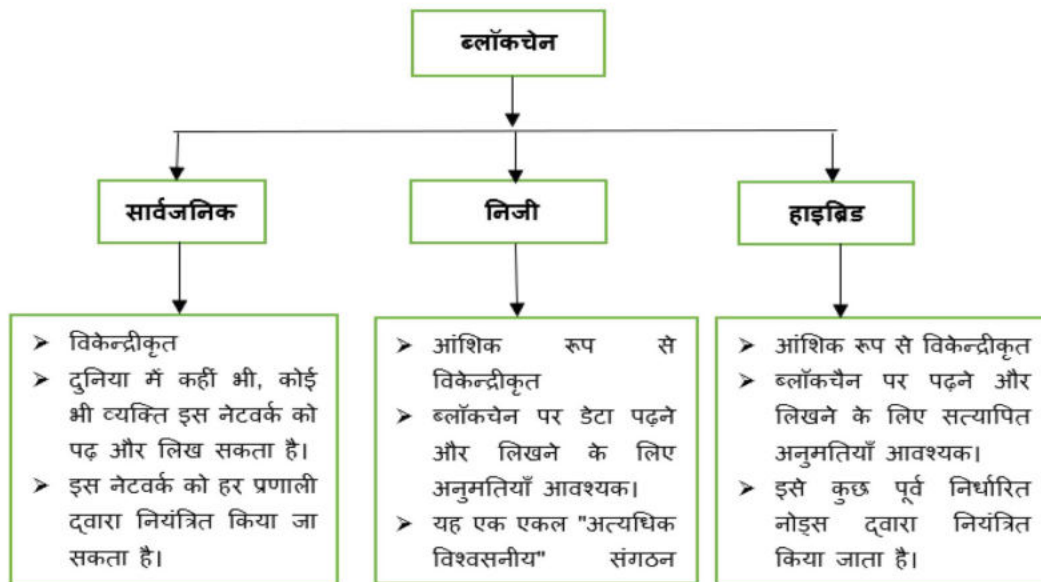 ब्लॉकचेन
सार्वजनिक
निजी
हाइब्रिड
➢ विकेन्द्रीकृत
➢ दुनिया में कहीं भी, कोई
भी व्यक्ति इस नेटवर्क को
पढ़ और लिख सकता है।
➢ इस नेटवर्क को हर प्रणाली
द्वारा नियंत्रित किया जा
सकता है।
➢ आंशिक रूप से
विकेन्द्रीकृत
➢ ब्लॉकचेन पर डेटा पढ़ने
और लिखने के लिए
अनुमतियाँ आवश्यक।
➢ यह एक एकल "अत्यधिक
विश्वसनीय" संगठन
➢ आंशिक रूप से विकेन्द्रीकृत
➢ ब्लॉकचैन पर पढ़ने और
लिखने के लिए सत्यापित
अनुमतियाँ आवश्यक।
➢ इसे कुछ पूर्व निर्धारित
नोड्स द्वारा नियंत्रित
किया जाता है।